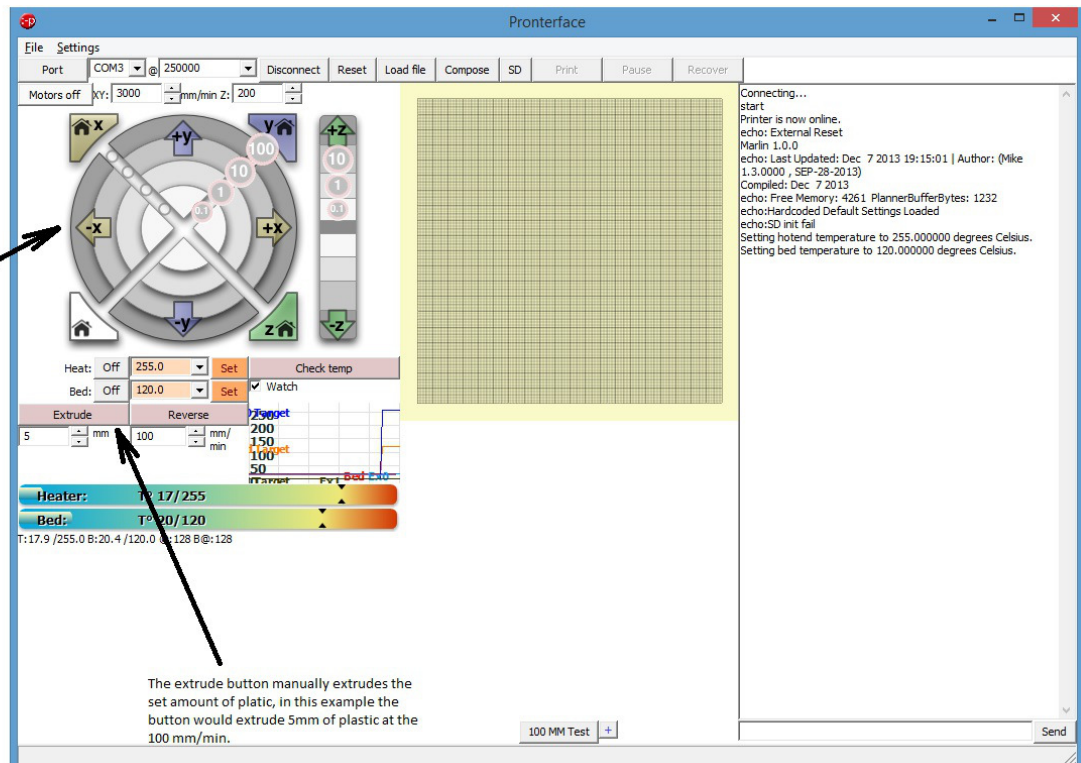 Pronterface
File Settings
Port COM3 @ 250000 Disconnect Reset Load file Compose SD Print Pause Recover
Motors off XY: 3000 mm/min Z: 200
x +y y +z
100
10 10
1 1
0.1 0.1
-x +x
-y z -z
Heat: Off 255.0 Set Check temp
Bed: Off 120.0 Set Watch
Extrude Reverse
5 mm 100 mm/
min
250
200
150
100
50
Target Ex1 Bed Ex0
Heater: T° 17/255
Bed: T° 20/120
T:17.9 /255.0 B:20.4 /120.0 @:128 B@:128
The extrude button manually extrudes the
set amount of platic, in this example the
button would extrude 5mm of plastic at the
100 mm/min.
100 MM Test +
Connecting...
start
Printer is now online.
echo: External Reset
Marlin 1.0.0
echo: Last Updated: Dec 7 2013 19:15:01 | Author: (Mike
1.3.0000 , SEP-28-2013)
Compiled: Dec 7 2013
echo: Free Memory: 4261 PlannerBufferBytes: 1232
echo:Hardcoded Default Settings Loaded
echo:SD init fail
Setting hotend temperature to 255.000000 degrees Celsius.
Setting bed temperature to 120.000000 degrees Celsius.
Send